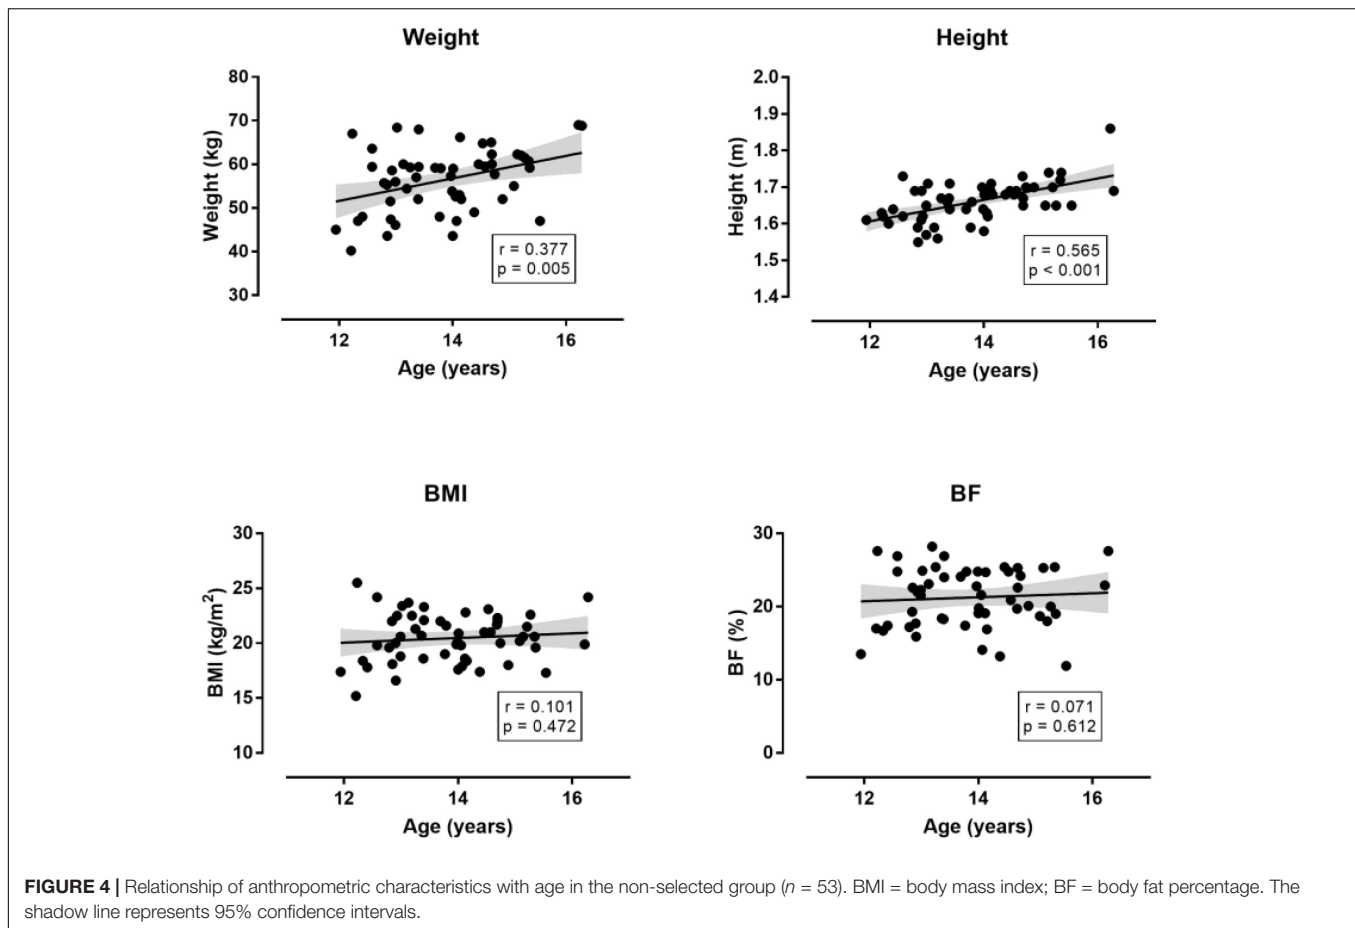 Weight
80
70
60
50
40
30
Weight (kg)
r = 0.377
p = 0.005
12
14
16
Age (years)
Height
2.0
1.9
1.8
1.7
1.6
1.5
1.4
Height (m)
r = 0.565
p < 0.001
12
14
16
Age (years)
BMI
30
25
20
15
10
BMI (kg/m²)
r = 0.101
p = 0.472
12
14
16
Age (years)
BF
30
20
10
0
BF (%)
r = 0.071
p = 0.612
12
14
16
Age (years)
FIGURE 4 | Relationship of anthropometric characteristics with age in the non-selected group (n = 53). BMI = body mass index; BF = body fat percentage. The
shadow line represents 95% confidence intervals.